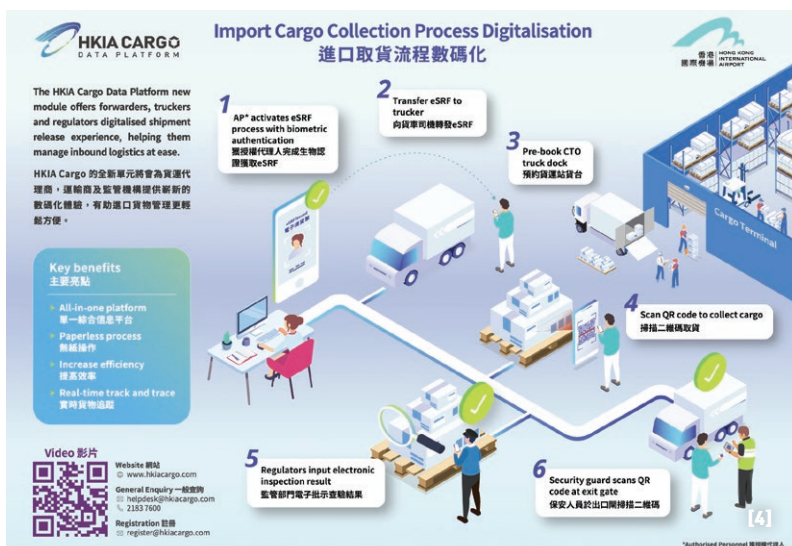 HKIA CARGO
DATA PLATFORM
Import Cargo Collection Process Digitalisation
進口取貨流程數碼化
香港
國際機場
HONG KONG
INTERNATIONAL
AIRPORT
The HKIA Cargo Data Platform new
module offers forwarders, truckers
and regulators digitalised shipment
release experience, helping them
manage inbound logistics at ease.
HKIA Cargo 的全新單元將會為貨運代
理商，運輸商及監管機構提供嶄新的
數碼化體驗，有助進口貨物管理更輕
鬆方便。
1
AP* activates eSRF
process with biometric
authentication
獲授權代理人完成生物認
證獲取eSRF
2
Transfer eSRF to
trucker
向貨車司機轉發eSRF
3
Pre-book CTO
truck dock
預約貨運站貨台
Cargo Terminal
Key benefits
主要亮點
All-in-one platform
單一綜合信息平台
Paperless process
無紙操作
Increase efficiency
提高效率
Real-time track and trace
實時貨物追蹤
4
Scan QR code to collect cargo
掃描二維碼取貨
5
Regulators input electronic
inspection result
監管部門電子批示查驗結果
6
Security guard scans QR
code at exit gate
保安人員於出口閘掃描二維碼
Video 影片
Website 網站
www.hkiacargo.com
General Enquiry 一般查詢
helpdesk@hkiacargo.com
2183 7600
Registration 註冊
register@hkiacargo.com
[4]
*Authorised Personnel 獲授權代理人